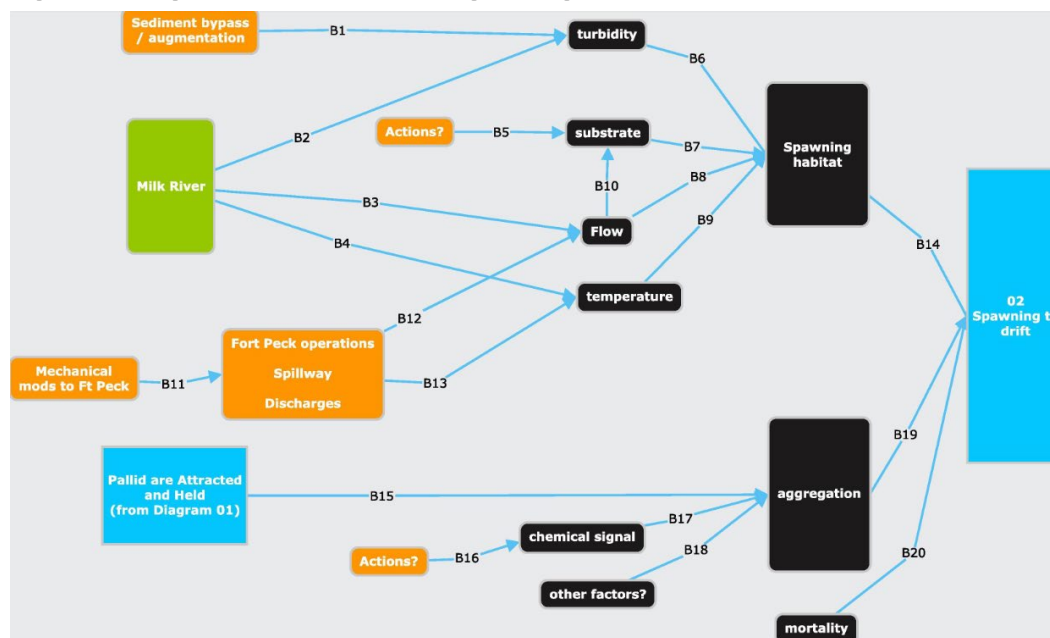 Sediment bypass
/ augmentation
B1
turbidity
B6
B2
Actions?
B5
substrate
B7
Spawning
habitat
Milk River
B10
B8
B3
Flow
B9
B4
B14
temperature
B12
02
Spawning t
drift
Fort Peck operations
Spillway
Discharges
Mechanical
mods to Ft Peck
B11
B13
B19
Pallid are Attracted
and Held
(from Diagram 01)
B15
aggregation
B17
chemical signal
B18
Actions?
B16
B20
other factors?
mortality